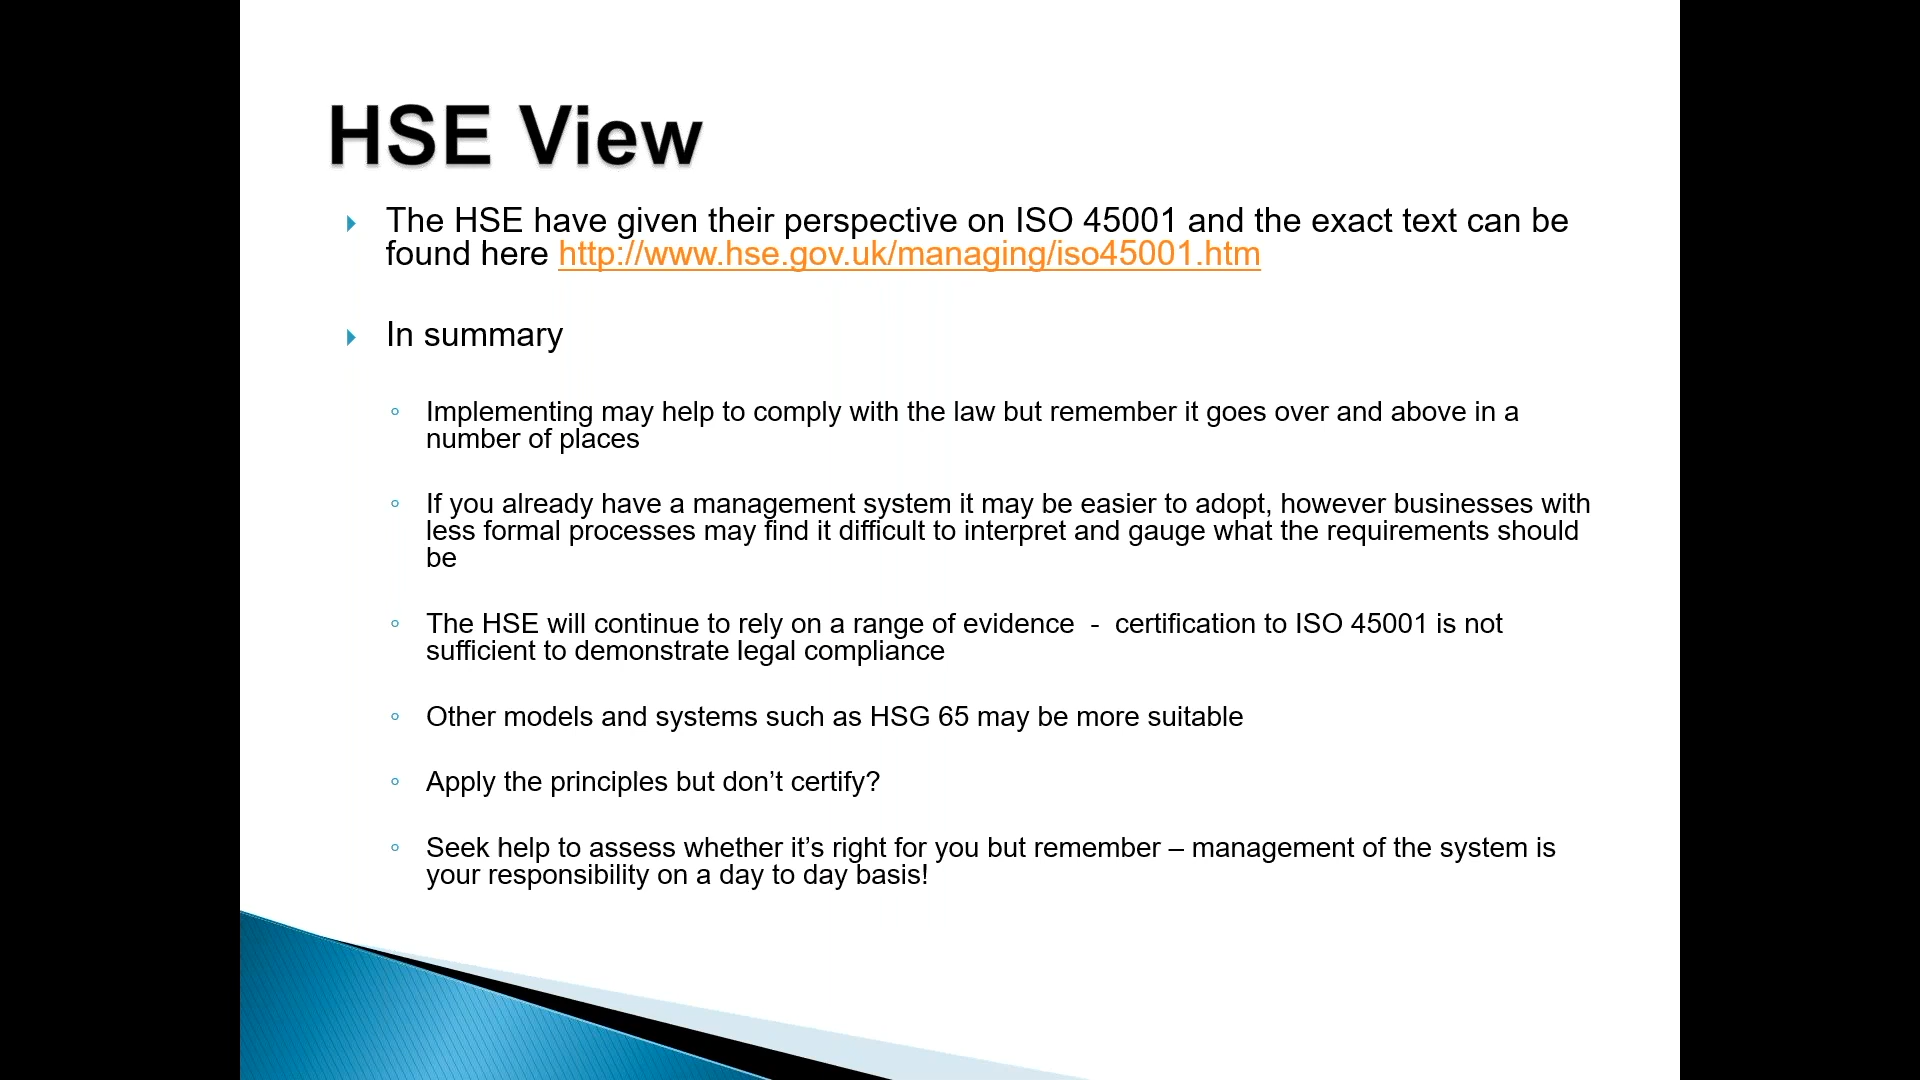 HSE View
The HSE have given their perspective on ISO 45001 and the exact text can be
found here http://www.hse.gov.uk/managing/iso45001.htm
In summary
Implementing may help to comply with the law but remember it goes over and above in a
number of places
If you already have a management system it may be easier to adopt, however businesses with
less formal processes may find it difficult to interpret and gauge what the requirements should
be
The HSE will continue to rely on a range of evidence  -  certification to ISO 45001 is not
sufficient to demonstrate legal compliance
Other models and systems such as HSG 65 may be more suitable
Apply the principles but don’t certify?
Seek help to assess whether it’s right for you but remember – management of the system is
your responsibility on a day to day basis!